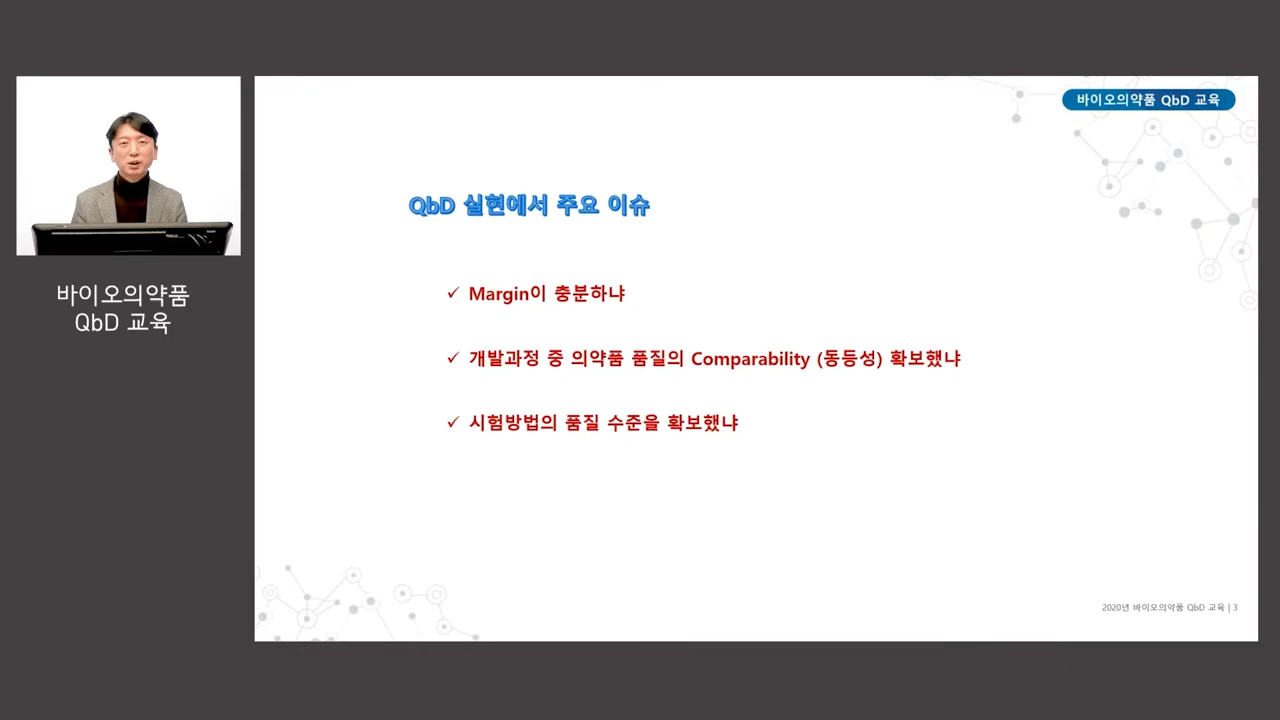 바이오의약품 QbD 교육
바이오의약품
QbD 교육
QbD 실현에서 주요 이슈
✓ Margin이 충분하냐
✓ 개발과정 중 의약품 품질의 Comparability (동등성) 확보했냐
✓ 시험방법의 품질 수준을 확보했냐
2020년 바이오의약품 QbD 교육 | 3